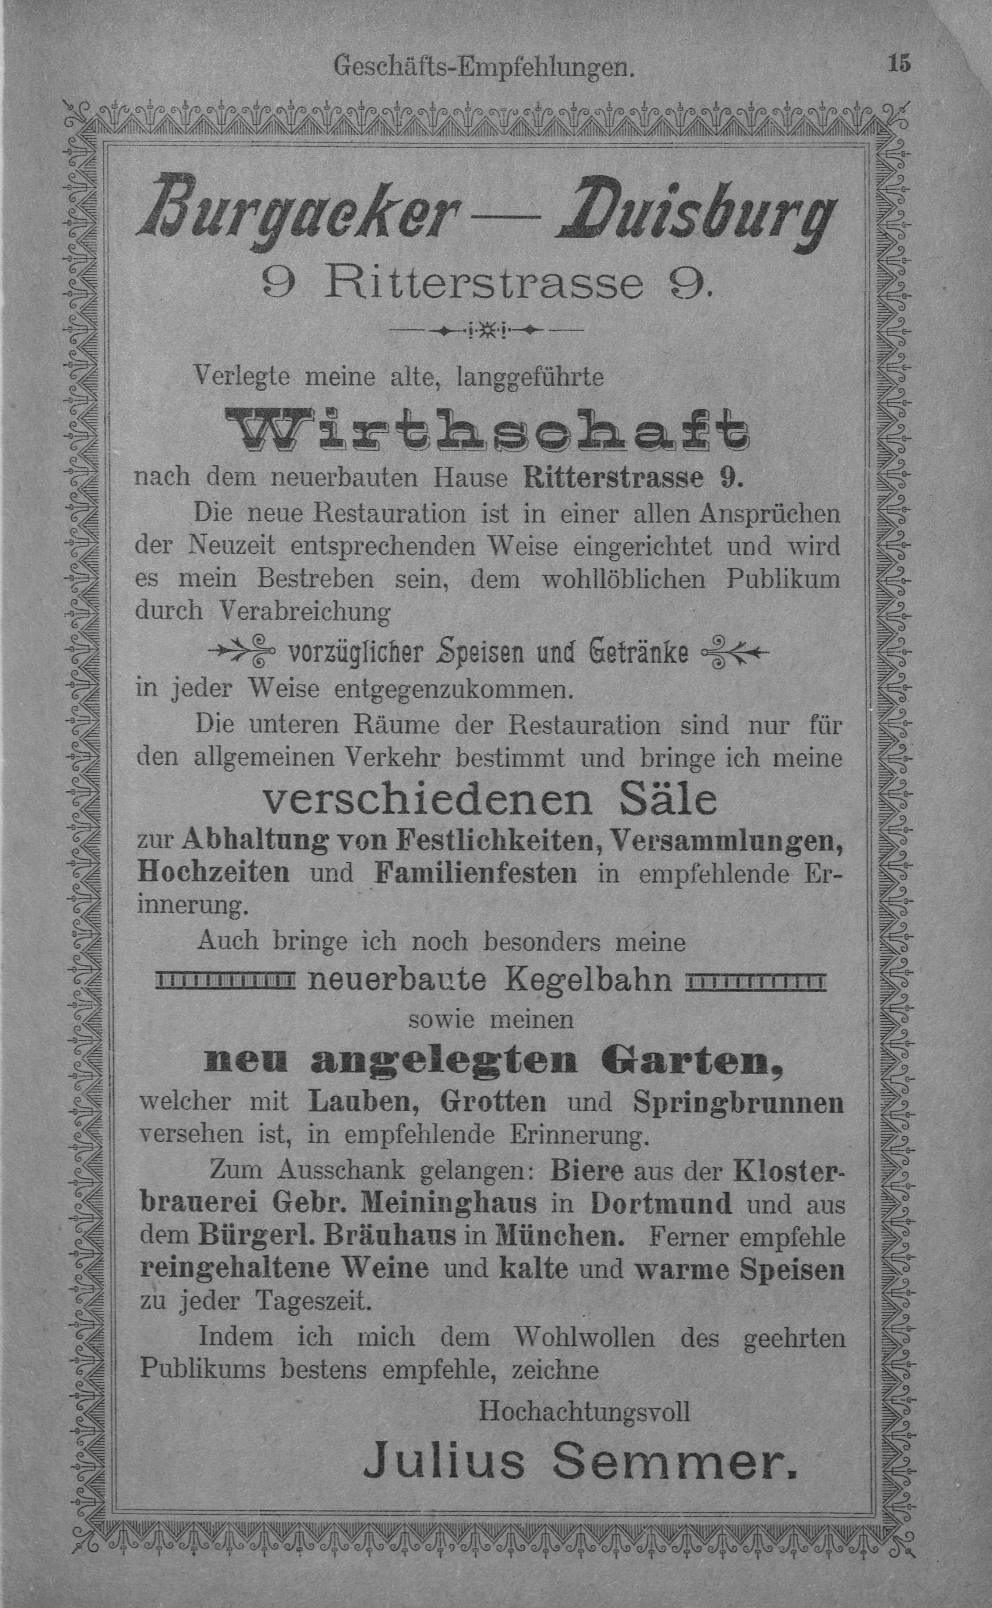 Geschäfts-Empfehlungen. 15
Burgacker — Duisburg
9 Ritterstrasse 9.
Verlegte meine alte, langgeführte
Wirthschaft
nach dem neuerbauten Hause Ritterstrasse 9.
Die neue Restauration ist in einer allen Ansprüchen
der Neuzeit entsprechenden Weise eingerichtet und wird
es mein Bestreben sein, dem wohllöblichen Publikum
durch Verabreichung
vorzüglicher Speisen und Getränke
in jeder Weise entgegenzukommen.
Die unteren Räume der Restauration sind nur für
den allgemeinen Verkehr bestimmt und bringe ich meine
verschiedenen Säle
zur Abhaltung von Festlichkeiten, Versammlungen,
Hochzeiten und Familienfesten in empfehlende Er-
innerung.
Auch bringe ich noch besonders meine
neuerbaute Kegelbahn
sowie meinen
neu angelegten Garten,
welcher mit Lauben, Grotten und Springbrunnen
versehen ist, in empfehlende Erinnerung.
Zum Ausschank gelangen: Biere aus der Kloster-
brauerei Gebr. Meininghaus in Dortmund und aus
dem Bürgerl. Bräuhaus in München. Ferner empfehle
reingehaltene Weine und kalte und warme Speisen
zu jeder Tageszeit.
Indem ich mich dem Wohlwollen des geehrten
Publikums bestens empfehle, zeichne
Hochachtungsvoll
Julius Semmer.